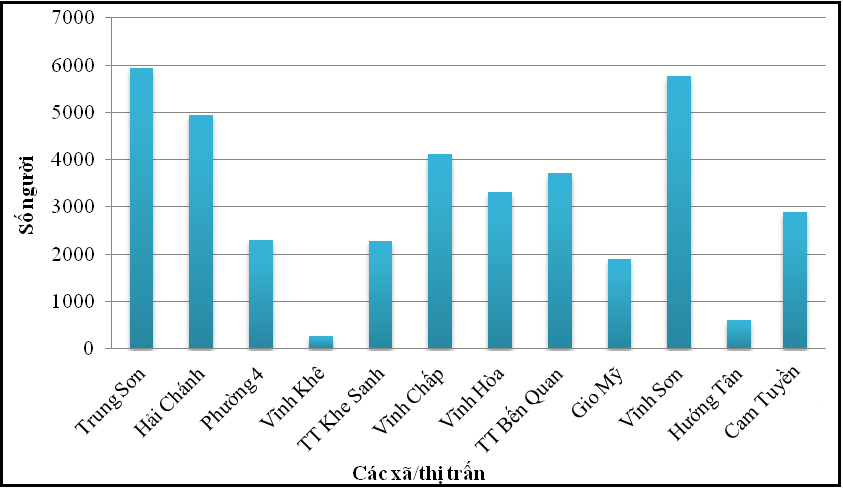 7000
6000
5000
4000
3000
2000
1000
0
Số người
Trung Sơn
Hải Chánh
Phường 4
Vĩnh Khê
TT Khe Sanh
Vĩnh Chấp
Vĩnh Hòa
TT Bến Quan
Gio Mỹ
Vĩnh Sơn
Hướng Tân
Cam Tuyền
Các xã/thị trấn